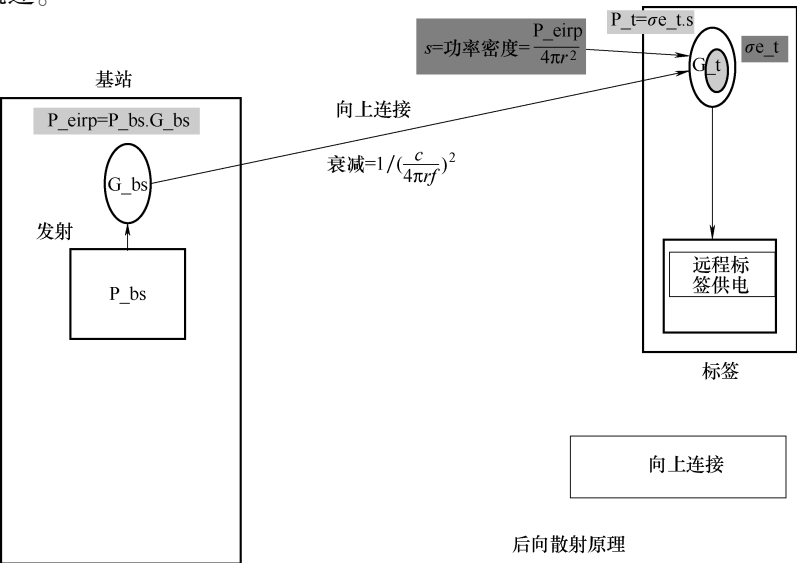 述。
P_t=σe_t.s
s=功率密度=P_eirp/4πr²
σe_t
G_t
基站
P_eirp=P_bs.G_bs
向上连接
G_bs
衰减=1/(c/4πrf)²
发射
P_bs
远程标
签供电
标签
向上连接
后向散射原理